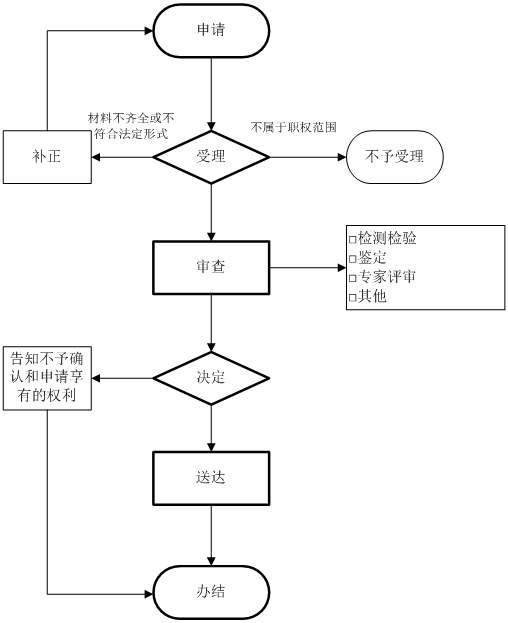 申请
材料不齐全或不
符合法定形式
不属于职权范围
补正
受理
不予受理
审查
□检测检验
□鉴定
□专家评审
□其他
告知不予确
认和申请享
有的权利
决定
送达
办结